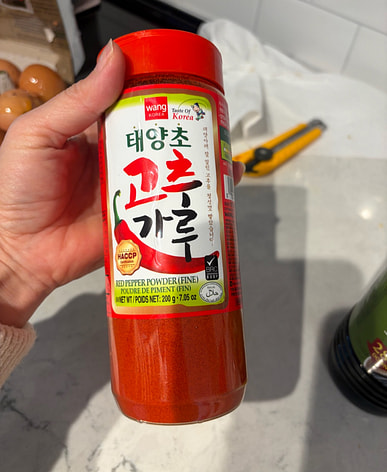 wang
KOREA
Taste Of
Korea
태양초
고추
가루
HACCP
RED PEPPER POWDER (FINE)
POUDRE DE PIMENT (FIN)
NET WT / POIDS NET: 200 g - 7.05 oz
حلال